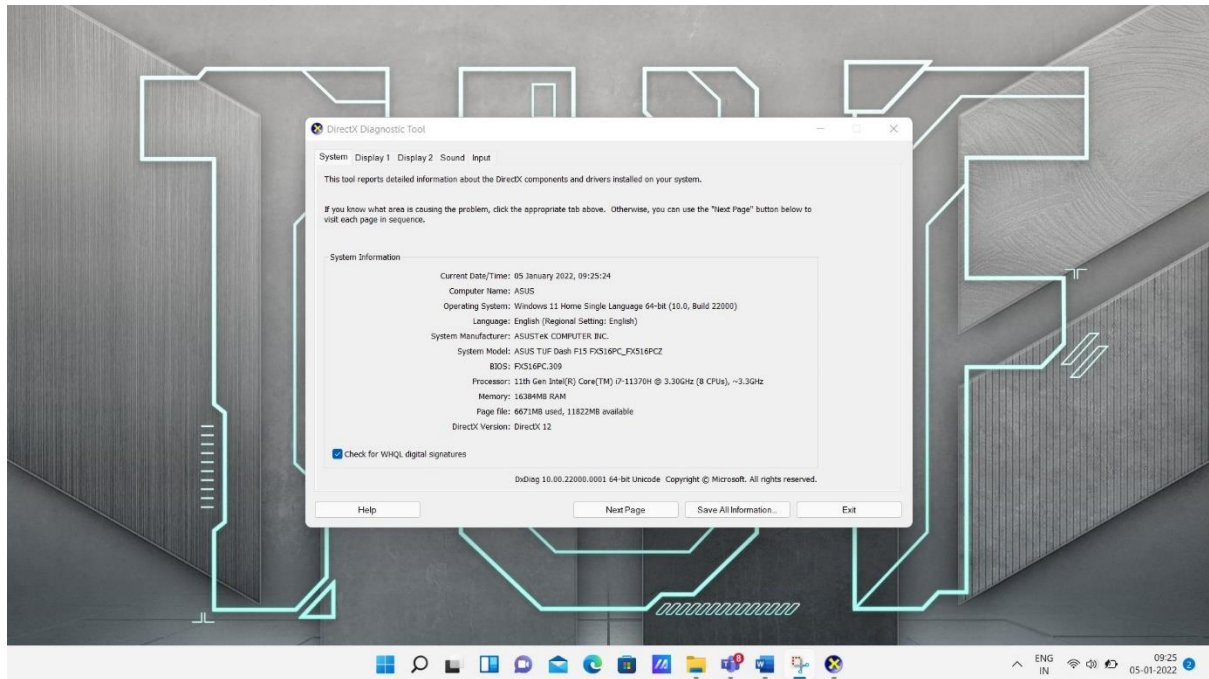 DirectX Diagnostic Tool
System Display 1 Display 2 Sound Input
This tool reports detailed information about the DirectX components and drivers installed on your system.
If you know what area is causing the problem, click the appropriate tab above. Otherwise, you can use the "Next Page" button below to
visit each page in sequence.
System Information
Current Date/Time: 05 January 2022, 09:25:24
Computer Name: ASUS
Operating System: Windows 11 Home Single Language 64-bit (10.0, Build 22000)
Language: English (Regional Setting: English)
System Manufacturer: ASUSTeK COMPUTER INC.
System Model: ASUS TUF Dash F15 FX516PC_FX516PCZ
BIOS: FX516PC.309
Processor: 11th Gen Intel(R) Core(TM) i7-11370H @ 3.30GHz (8 CPUs), ~3.3GHz
Memory: 16384MB RAM
Page file: 6671MB used, 11822MB available
DirectX Version: DirectX 12
Check for WHQL digital signatures
DxDiag 10.00.22000.0001 64-bit Unicode Copyright © Microsoft. All rights reserved.
Help Next Page Save All Information... Exit
8
ENG
IN
09:25
05-01-2022
2